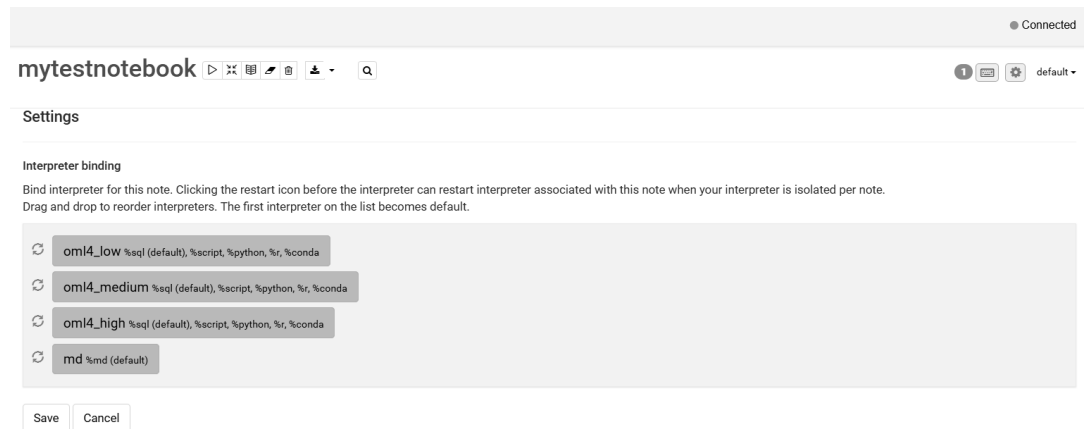 Connected
mytestnotebook
1 default
Settings
Interpreter binding
Bind interpreter for this note. Clicking the restart icon before the interpreter can restart interpreter associated with this note when your interpreter is isolated per note.
Drag and drop to reorder interpreters. The first interpreter on the list becomes default.
oml4_low %sql (default), %script, %python, %r, %conda
oml4_medium %sql (default), %script, %python, %r, %conda
oml4_high %sql (default), %script, %python, %r, %conda
md %md (default)
Save Cancel